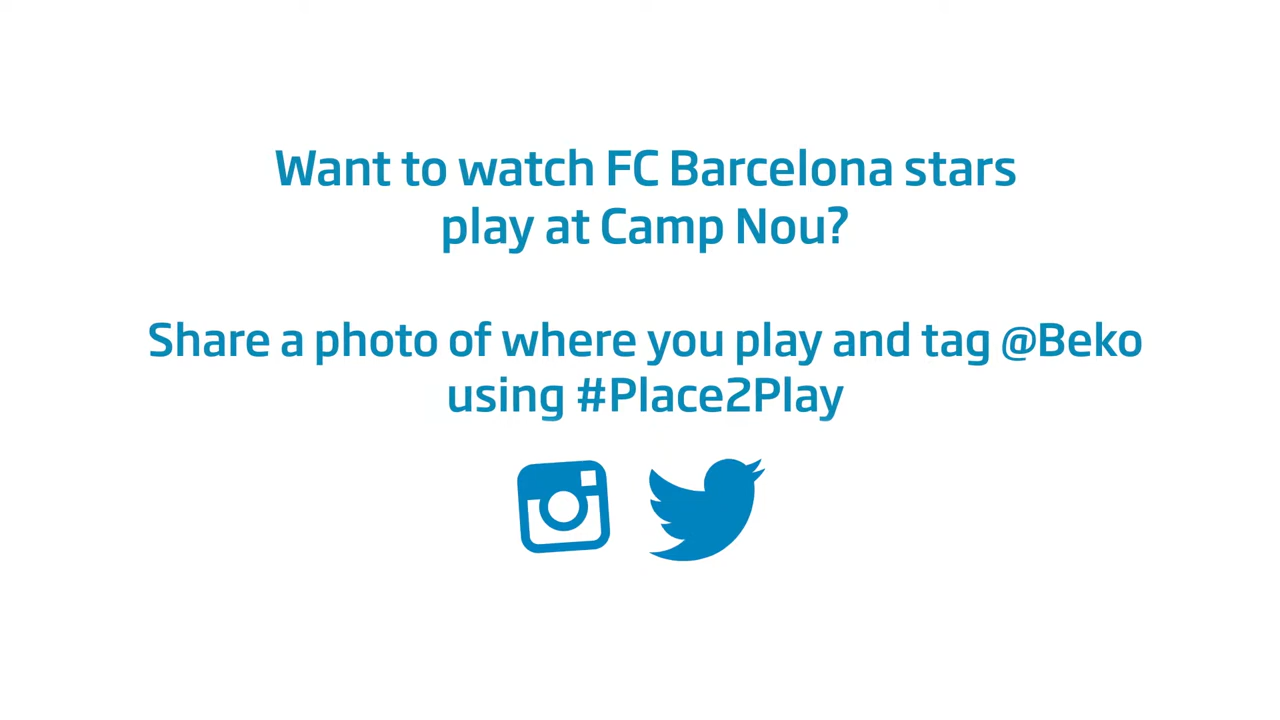 Want to watch FC Barcelona stars
play at Camp Nou?
Share a photo of where you play and tag @Beko
using #Place2Play